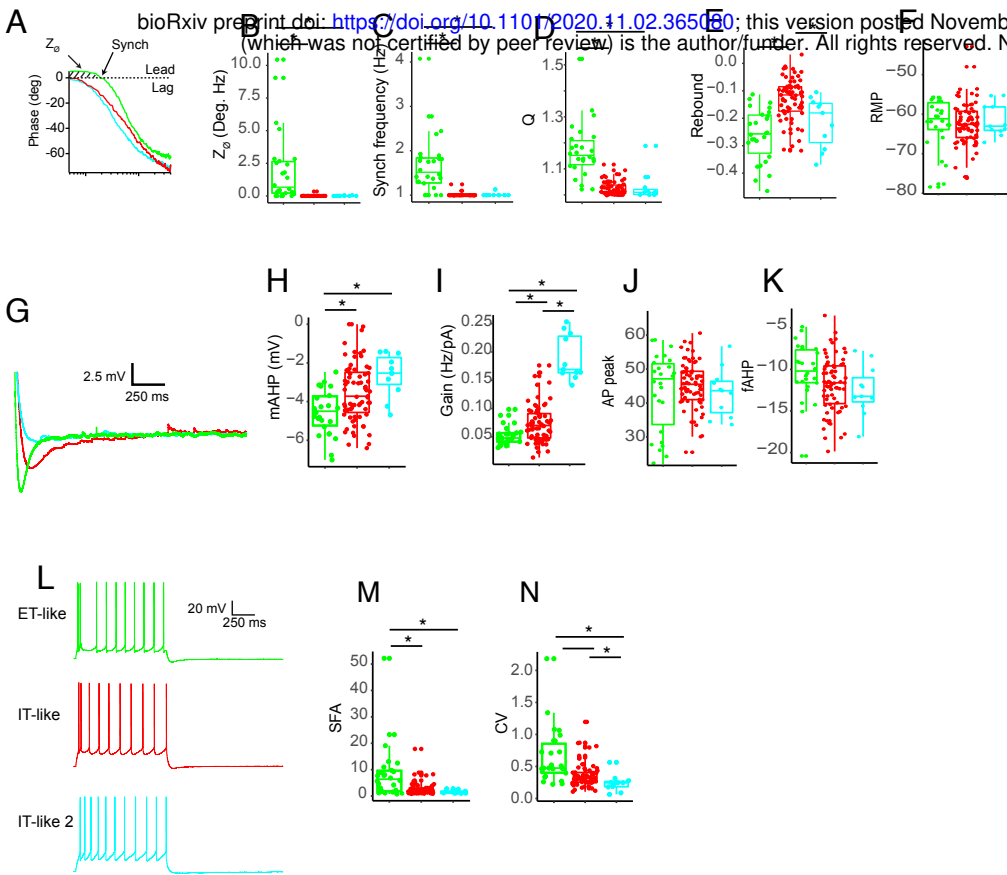 bioRxiv preprint doi: https://doi.org/10.1101/2020.11.02.365080; this version posted Novemb
(which was not certified by peer review) is the author/funder. All rights reserved. N
A
Zø
Synch
Lead
Lag
Phase (deg)
0
−20
−40
−60
B
*
*
Zø (Deg. Hz)
10.0
7.5
5.0
2.5
0.0
C
*
Synch frequency (Hz)
4
3
2
1
D
*
*
Q
1.5
1.3
1.1
E
*
*
Rebound
0.0
−0.1
−0.2
−0.3
−0.4
F
RMP
−50
−60
−70
−80
G
2.5 mV
250 ms
H
*
*
mAHP (mV)
0
−2
−4
−6
I
*
*
*
Gain (Hz/pA)
0.25
0.20
0.15
0.10
0.05
J
AP peak
60
50
40
30
K
fAHP
−5
−10
−15
−20
L
ET-like
20 mV
250 ms
IT-like
IT-like 2
M
*
*
SFA
50
40
30
20
10
0
N
*
*
CV
2.0
1.5
1.0
0.5
0.0